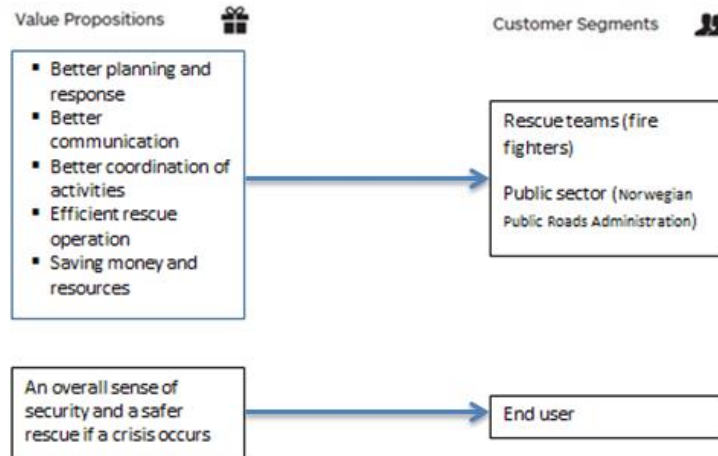 Value Propositions
Customer Segments
▪ Better planning and
response
▪ Better
communication
▪ Better coordination of
activities
▪ Efficient rescue
operation
▪ Saving money and
resources
Rescue teams (fire
fighters)
Public sector (Norwegian
Public Roads Administration)
An overall sense of
security and a safer
rescue if a crisis occurs
End user